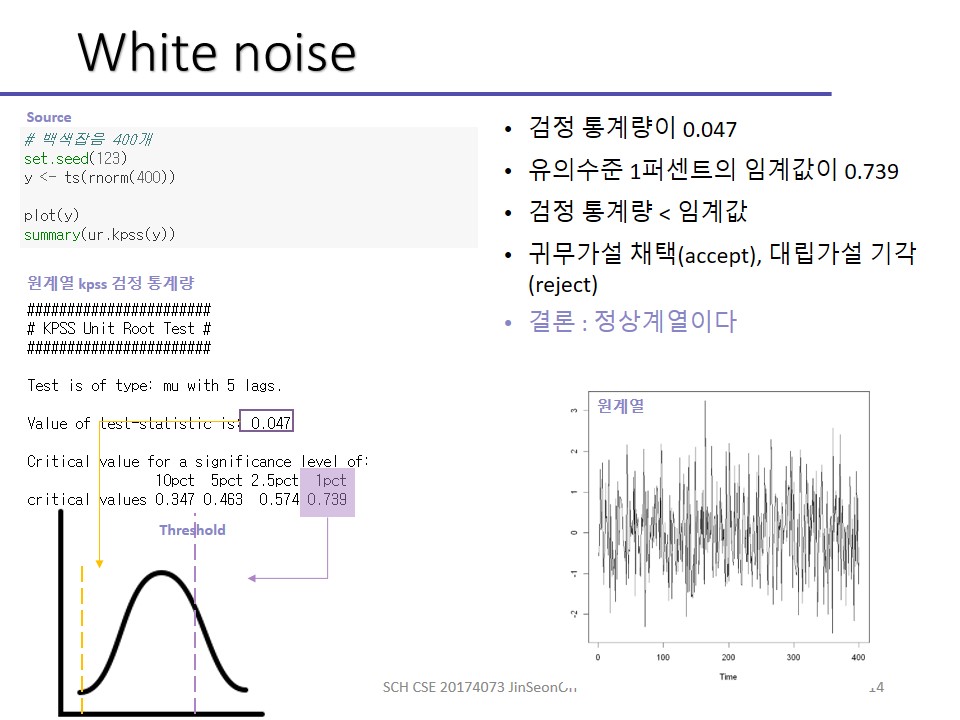 White noise
Source
# 백색잡음 400개
set.seed(123)
y <- ts(rnorm(400))
plot(y)
summary(ur.kpss(y))
원계열 kpss 검정 통계량
#######################
# KPSS Unit Root Test #
#######################
Test is of type: mu with 5 lags.
Value of test-statistic is: 0.047
Critical value for a significance level of:
10pct 5pct 2.5pct 1pct
critical values 0.347 0.463 0.574 0.739
Threshold
• 검정 통계량이 0.047
• 유의수준 1퍼센트의 임계값이 0.739
• 검정 통계량 < 임계값
• 귀무가설 채택(accept), 대립가설 기각
(reject)
• 결론 : 정상계열이다
원계열
3
2
1
0
-1
-2
0 100 200 300 400
Time
SCH CSE 20174073 JinSeonOh
14